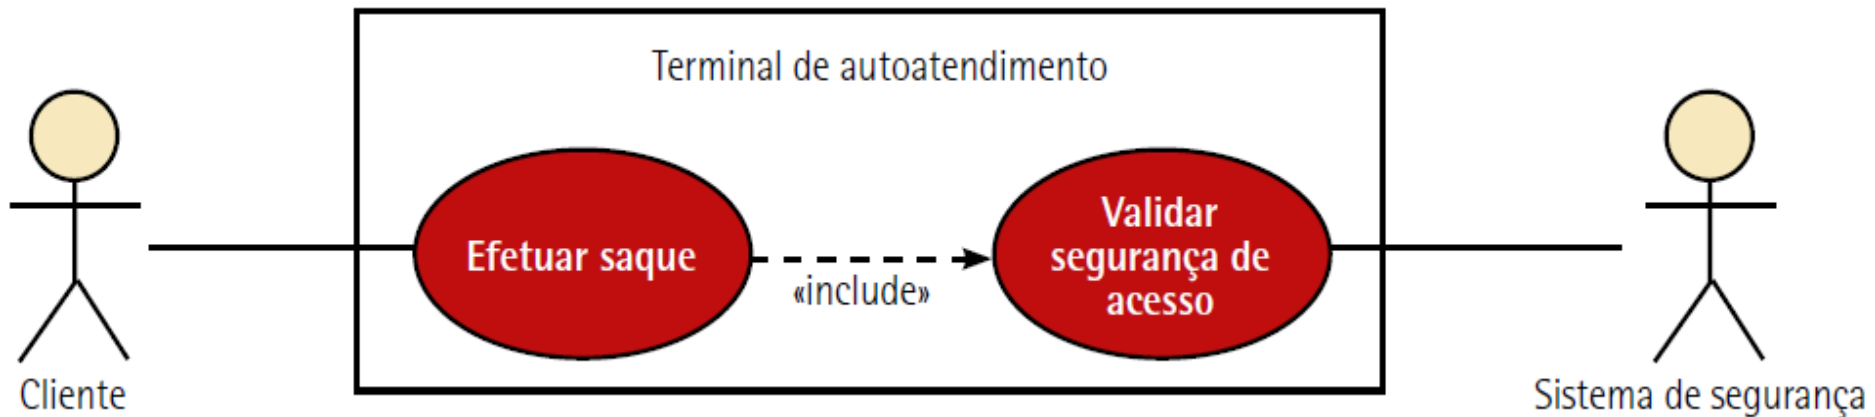 Terminal de autoatendimento
Efetuar saque
«include»
Validar
segurança de
acesso
Cliente
Sistema de segurança